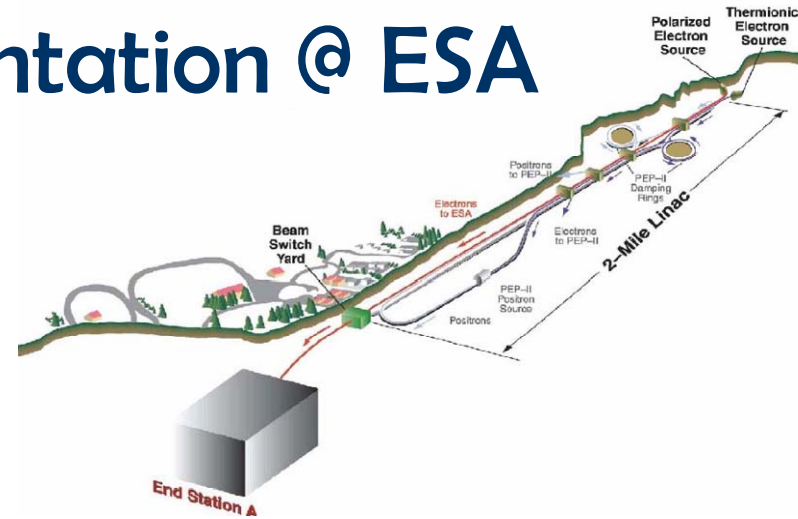 ntation @ ESA
Polarized
Electron
Source
Thermionic
Electron
Source
Positrons
to PEP-II
PEP-II
Damping
Rings
Electrons
to ESA
Electrons
to PEP-II
2-Mile Linac
Beam
Switch
Yard
PEP-II
Positron
Source
Positrons
End Station A